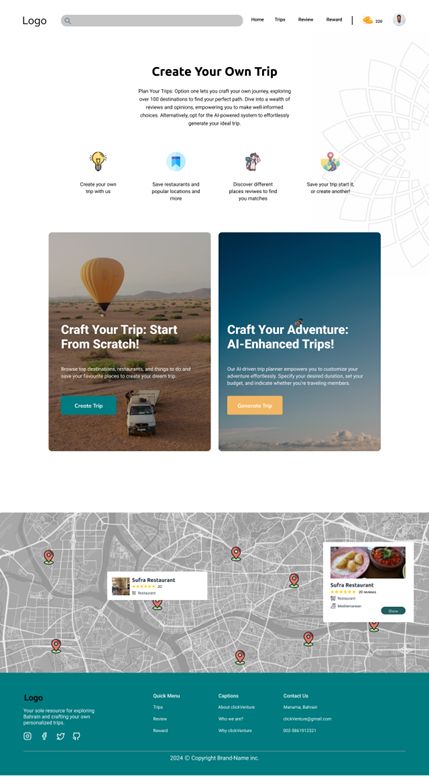 Logo
Home Trips Review Reward 220
Create Your Own Trip
Plan Your Trips: Option one lets you craft your own journey, exploring
over 100 destinations to find your perfect path. Dive into a wealth of
reviews and opinions, empowering you to make well-informed
choices. Alternatively, opt for the AI-powered system to effortlessly
generate your ideal trip.
Create your own
trip with us
Save restaurants and
popular locations and
more
Discover different
places reviwes to find
you matches
Save your trip start it,
or create another!
Craft Your Trip: Start
From Scratch!
Browse top destinations, restaurants, and things to do and
save your favourite places to create your dream trip.
Create Trip
Craft Your Adventure:
AI-Enhanced Trips!
Our AI-driven trip planner empowers you to customize your
adventure effortlessly. Specify your desired duration, set your
budget, and indicate whether you're traveling members.
Generate Trip
Sufra Restaurant
20
Restaurant
Sufra Restaurant
20 reviews
Restaurant
Mediterranean
Logo
Your sole resource for exploring
Bahrain and crafting your own
personalized trips.
Quick Menu
Trips
Review
Reward
Captions
About clickVenture
Who we are?
Why clickventure
Contact Us
Manama, Bahrain
clickVenture@gmail.com
2024 © Copyright Brand-Name inc.